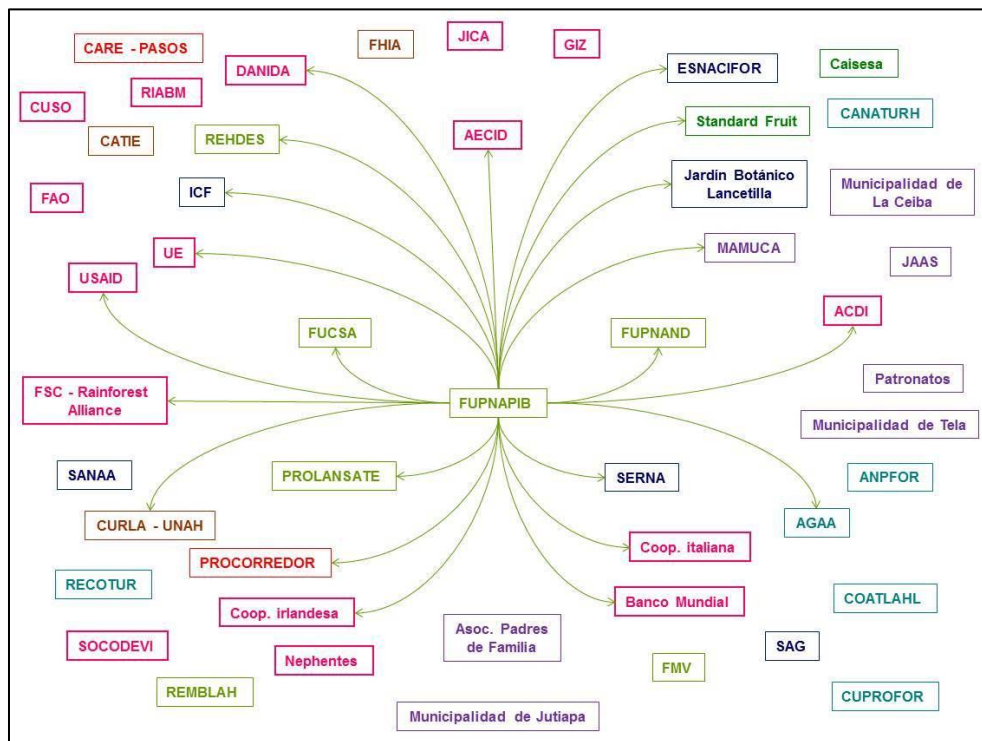 JICA
FHIA
GIZ
CARE - PASOS
DANIDA
ESNACIFOR
Caisesa
RIABM
CUSO
Standard Fruit
CANATURH
AECID
CATIE
REHDES
Jardín Botánico
Lancetilla
Municipalidad de
La Ceiba
FAO
ICF
UE
MAMUCA
JAAS
USAID
ACDI
FUCSA
FUPNAND
Patronatos
FSC - Rainforest
Alliance
FUPNAPIB
Municipalidad de Tela
SANAA
PROLANSATE
SERNA
ANPFOR
CURLA - UNAH
AGAA
Coop. italiana
PROCORREDOR
RECOTUR
Coop. irlandesa
Banco Mundial
COATLAHL
Asoc. Padres
de Familia
SOCODEVI
SAG
Nephentes
FMV
REMBLAH
CUPROFOR
Municipalidad de Jutiapa